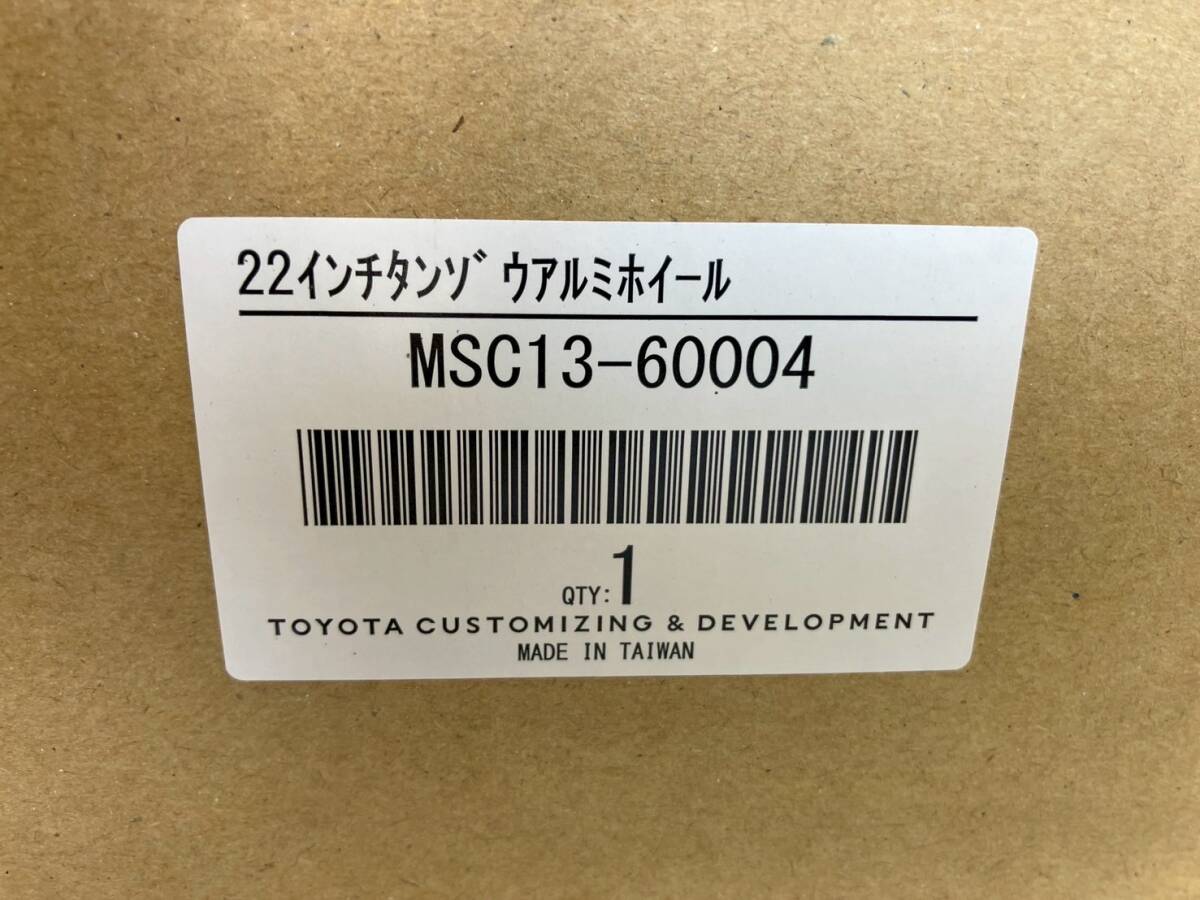 22インチタンゾ゛ウアルミホイール
MSC13-60004
QTY: 1
TOYOTA CUSTOMIZING & DEVELOPMENT
MADE IN TAIWAN